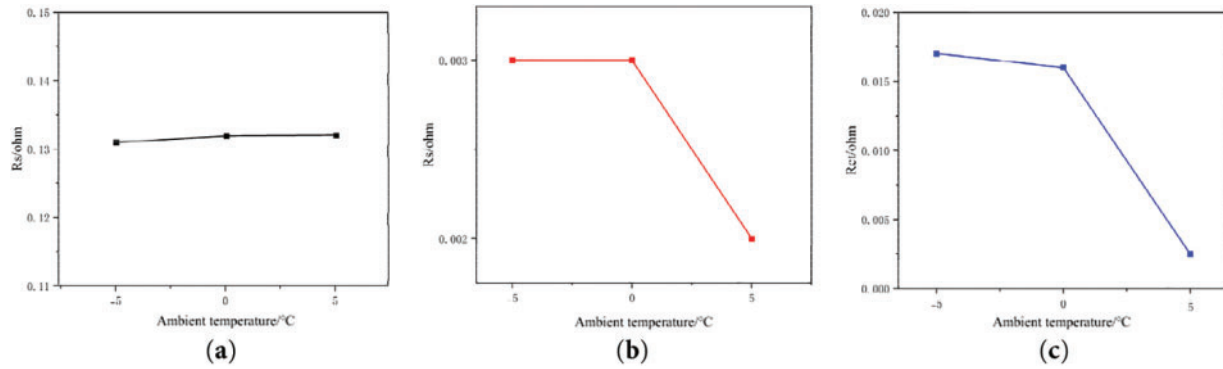 0.15
0.14
0.13
0.12
0.11
Rs/ohm
-5 0 5
Ambient temperature/°C
(a)
0.003
0.002
Rs/ohm
-5 0 5
Ambient temperature/°C
(b)
0.020
0.015
0.010
0.005
0.000
Rct/ohm
-5 0 5
Ambient temperature/°C
(c)